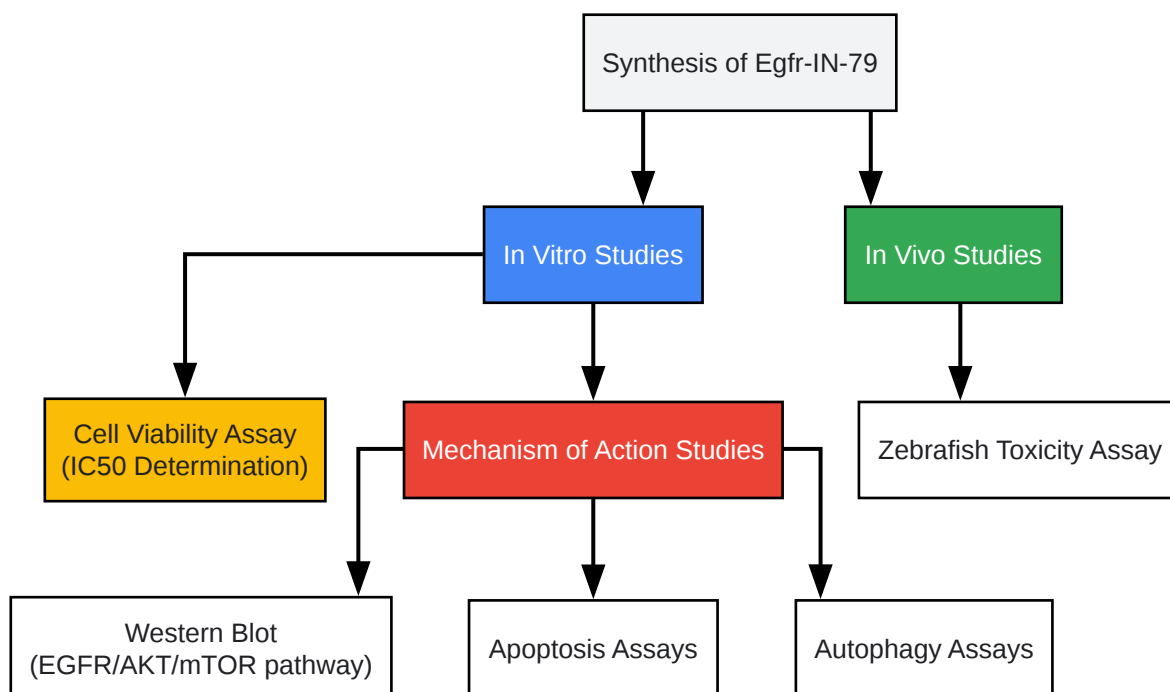 Synthesis of Egfr-IN-79
In Vitro Studies
In Vivo Studies
Cell Viability Assay
(IC50 Determination)
Mechanism of Action Studies
Zebrafish Toxicity Assay
Western Blot
(EGFR/AKT/mTOR pathway)
Apoptosis Assays
Autophagy Assays